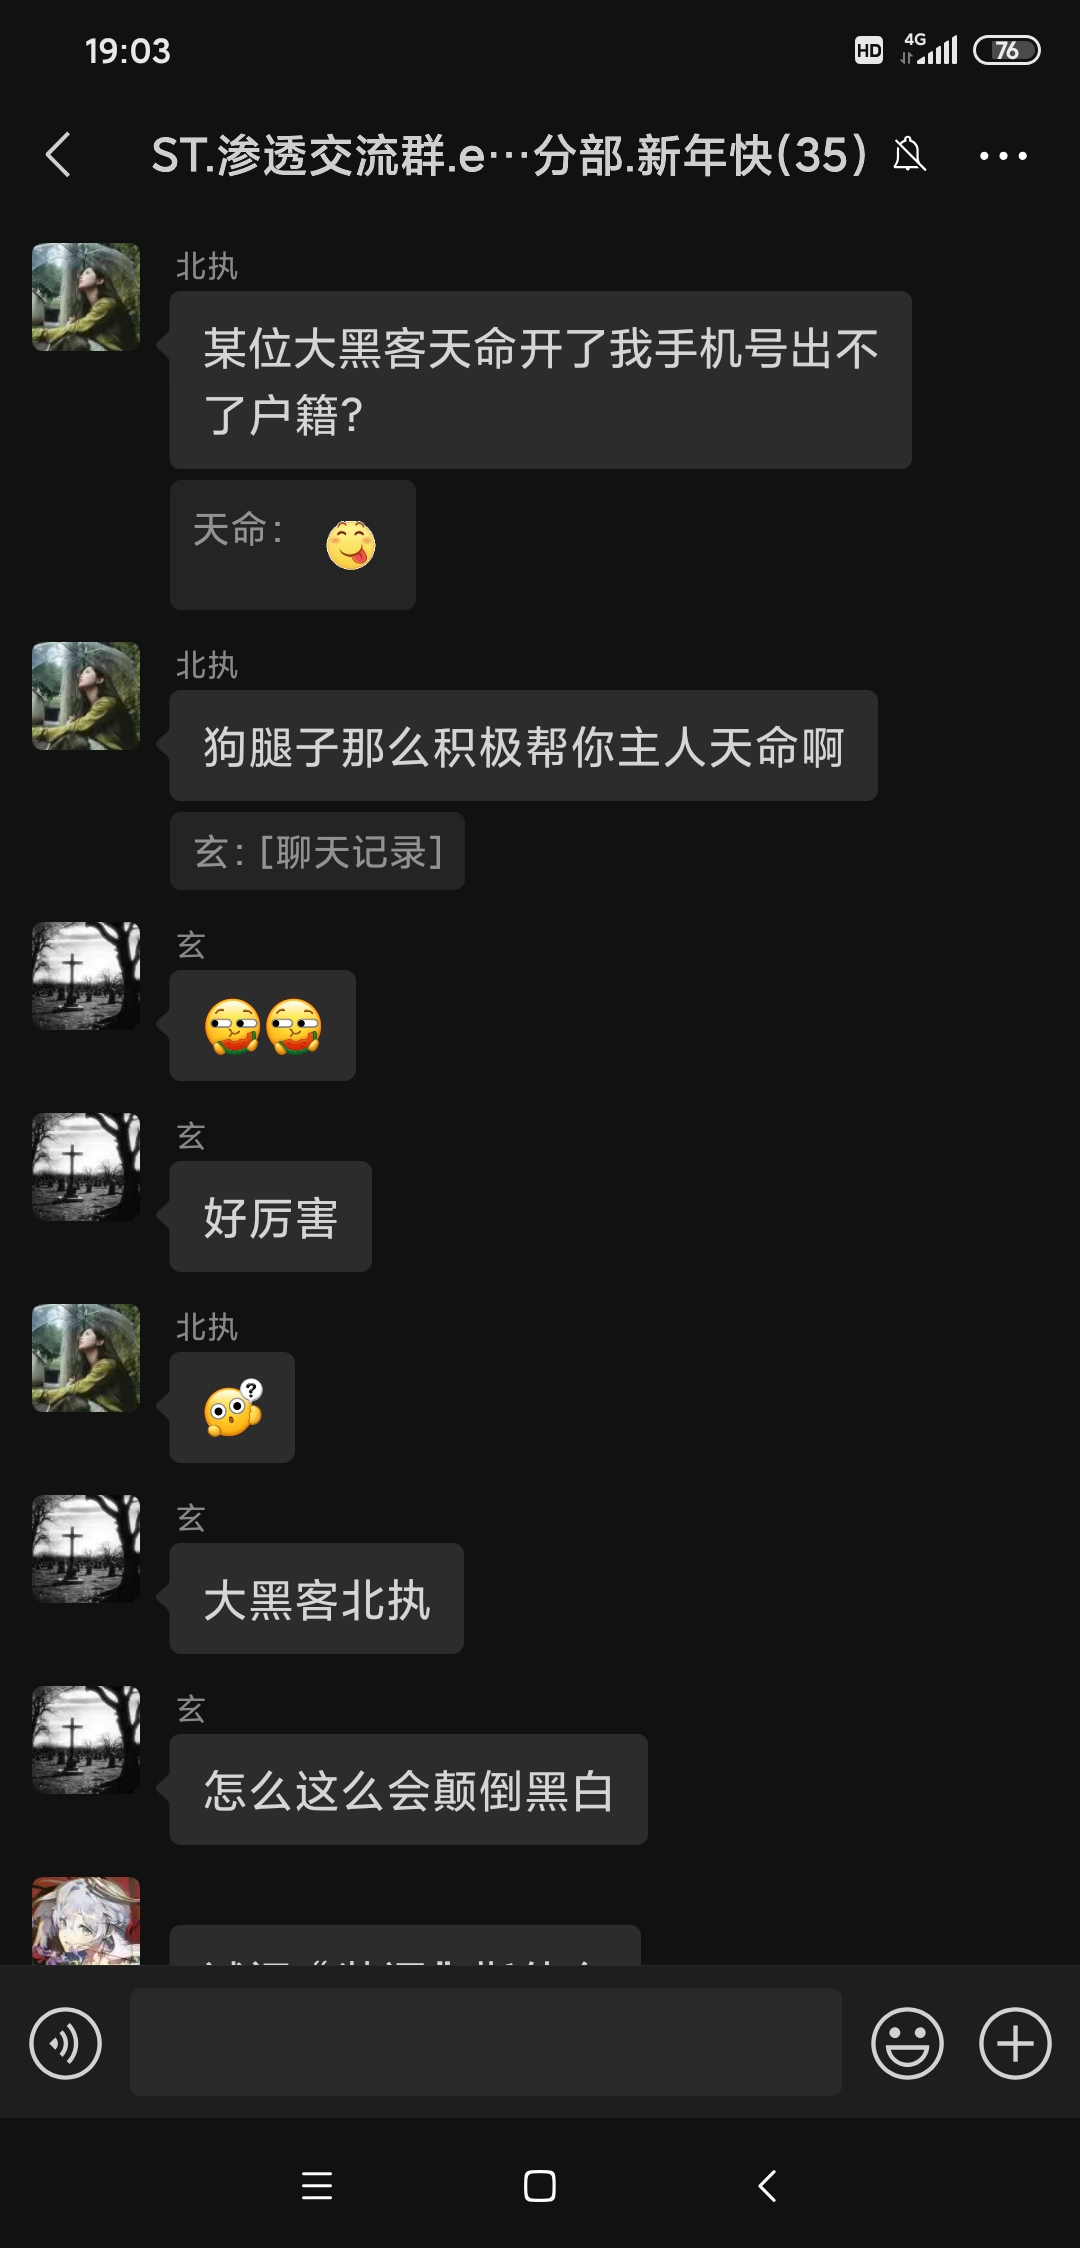 19:03
HD 4G 76
ST.渗透交流群.e…分部.新年快(35)
北执
某位大黑客天命开了我手机号出不
了户籍?
天命:
北执
狗腿子那么积极帮你主人天命啊
玄: [聊天记录]
玄
玄
好厉害
北执
?
玄
大黑客北执
玄
怎么这么会颠倒黑白